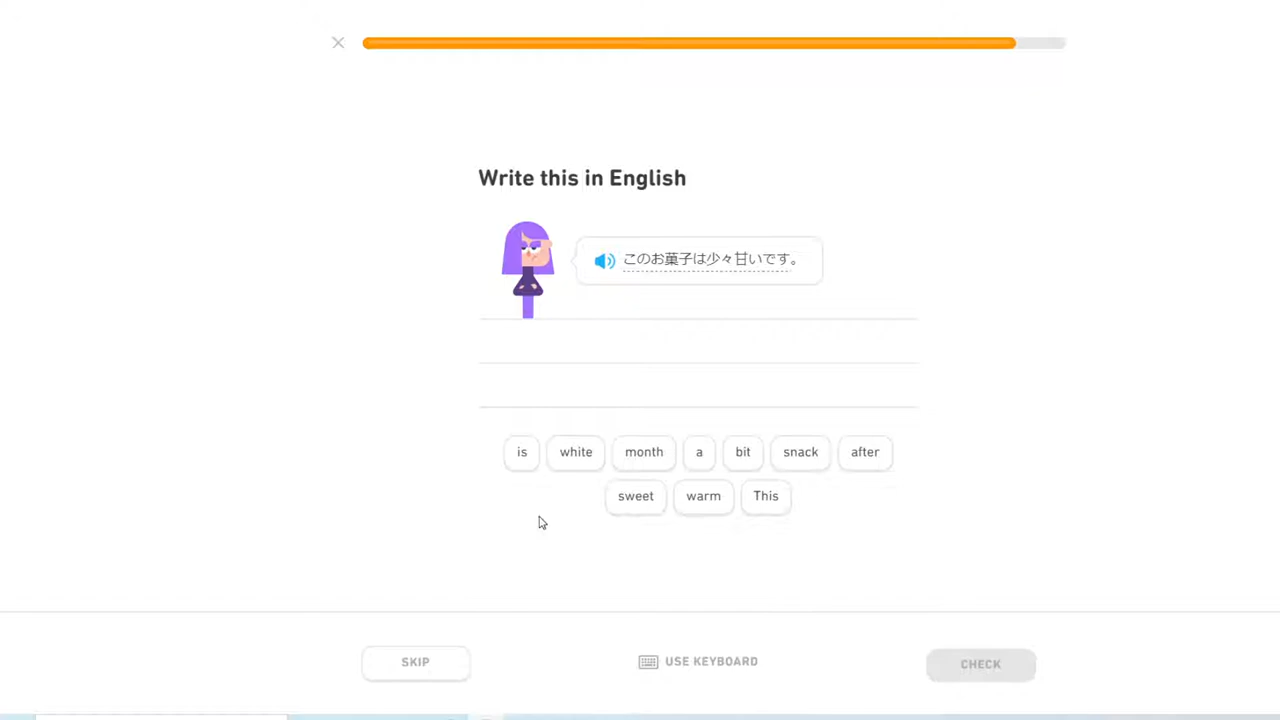 Write this in English
このお菓子は少々甘いです。
is white month a bit snack after
sweet warm This
SKIP USE KEYBOARD CHECK